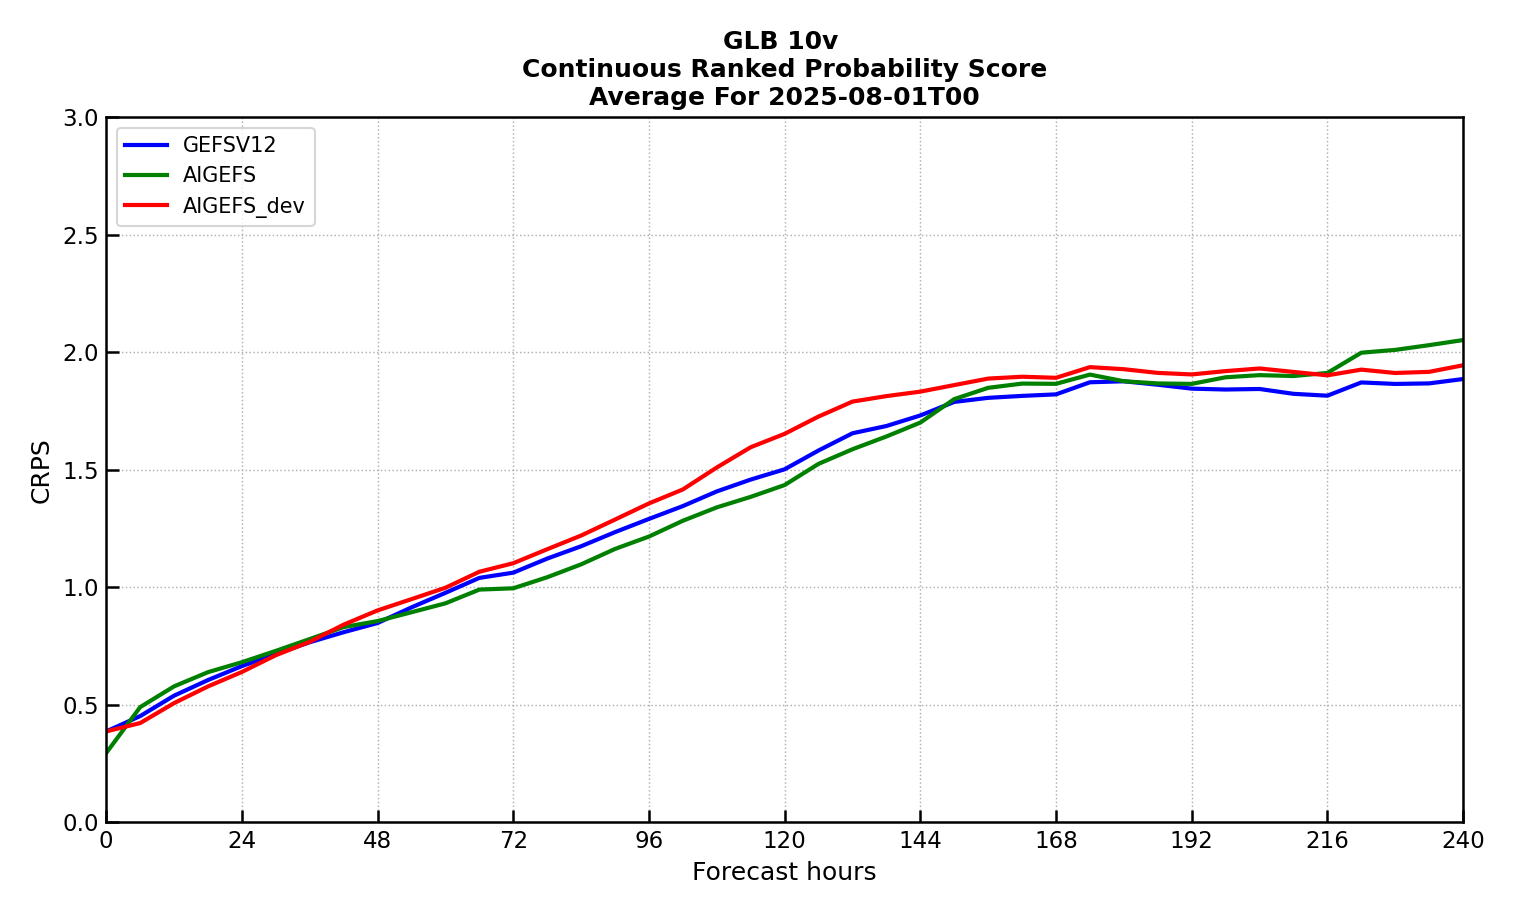 GLB 10v
Continuous Ranked Probability Score
Average For 2025-08-01T00
GEFSV12
AIGEFS
AIGEFS_dev
3.0
2.5
2.0
1.5
1.0
0.5
0.0
CRPS
0 24 48 72 96 120 144 168 192 216 240
Forecast hours